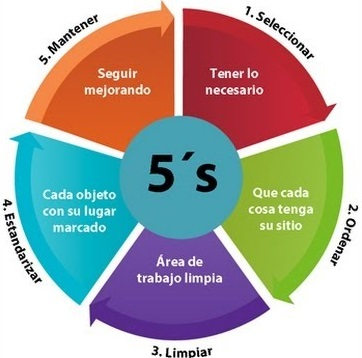 5´s
1. Seleccionar
Tener lo
necesario
2. Ordenar
Que cada
cosa tenga
su sitio
3. Limpiar
Área de
trabajo limpia
4. Estandarizar
Cada objeto
con su lugar
marcado
5. Mantener
Seguir
mejorando